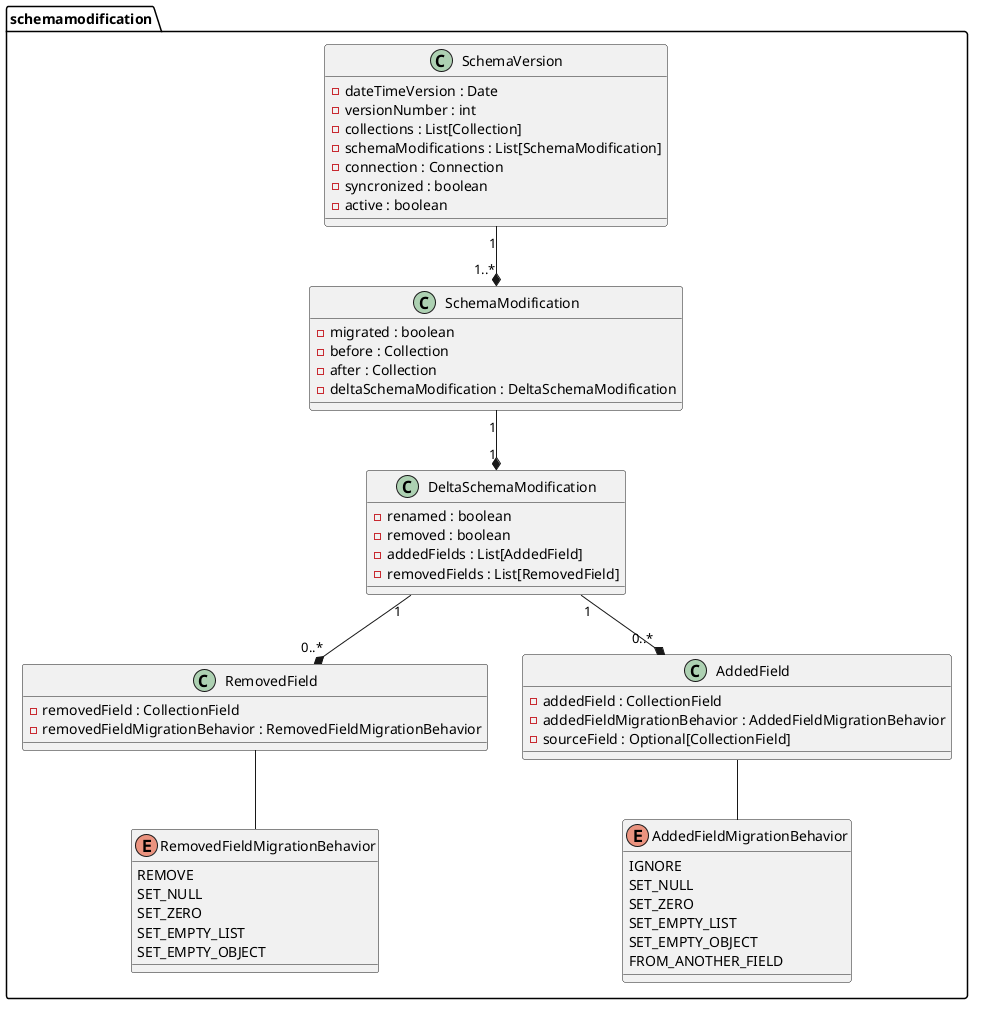 schemamodification
C SchemaVersion
dateTimeVersion : Date
versionNumber : int
collections : List[Collection]
schemaModifications : List[SchemaModification]
connection : Connection
syncronized : boolean
active : boolean
1
1..*
C SchemaModification
migrated : boolean
before : Collection
after : Collection
deltaSchemaModification : DeltaSchemaModification
1
1
C DeltaSchemaModification
renamed : boolean
removed : boolean
addedFields : List[AddedField]
removedFields : List[RemovedField]
1
1
0..*
0..*
C RemovedField
removedField : CollectionField
removedFieldMigrationBehavior : RemovedFieldMigrationBehavior
C AddedField
addedField : CollectionField
addedFieldMigrationBehavior : AddedFieldMigrationBehavior
sourceField : Optional[CollectionField]
E RemovedFieldMigrationBehavior
REMOVE
SET_NULL
SET_ZERO
SET_EMPTY_LIST
SET_EMPTY_OBJECT
E AddedFieldMigrationBehavior
IGNORE
SET_NULL
SET_ZERO
SET_EMPTY_LIST
SET_EMPTY_OBJECT
FROM_ANOTHER_FIELD